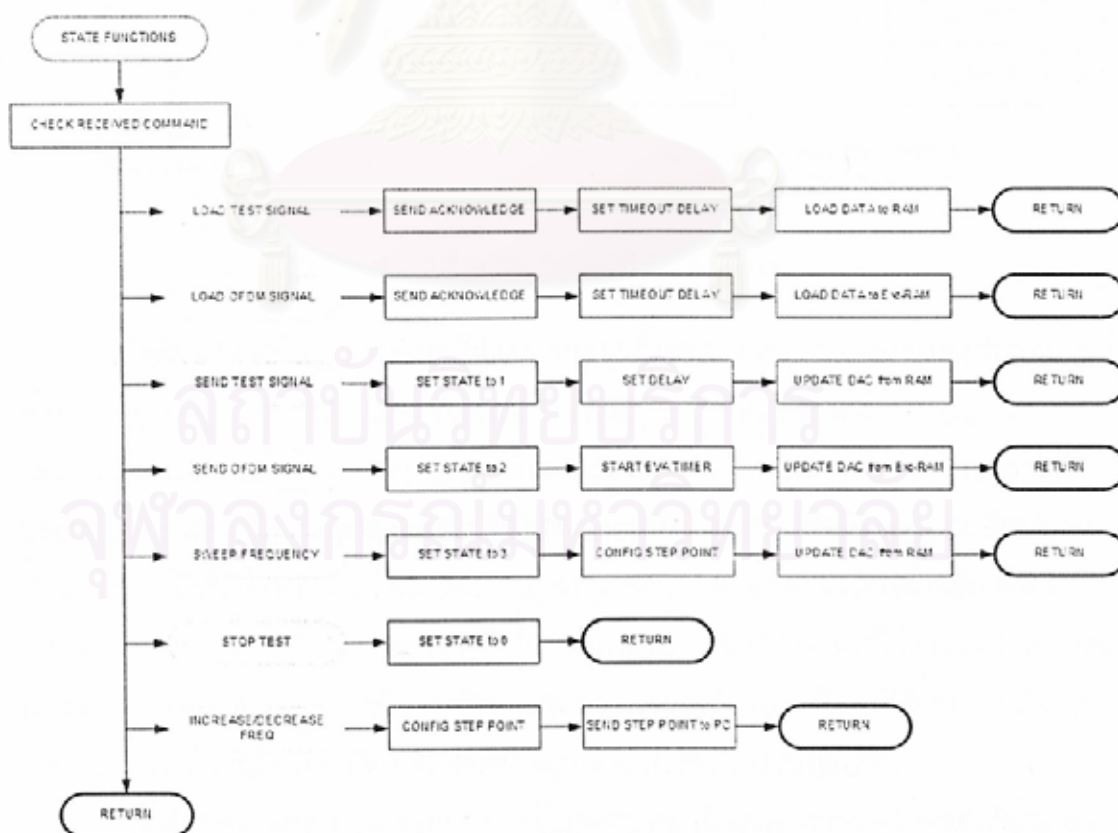 STATE FUNCTIONS
CHECK RECEIVED COMMAND
LOAD TEST SIGNAL
SEND ACKNOWLEDGE
SET TIMEOUT DELAY
LOAD DATA to RAM
RETURN
LOAD OFDM SIGNAL
SEND ACKNOWLEDGE
SET TIMEOUT DELAY
LOAD DATA to Ext-RAM
RETURN
SEND TEST SIGNAL
SET STATE to 1
SET DELAY
UPDATE DAC from RAM
RETURN
สถาบันวิทยบริการ
SEND OFDM SIGNAL
SET STATE to 2
START EVA TIMER
UPDATE DAC from Ext-RAM
RETURN
จุฬาลงกรณ์มหาวิทยาลัย
SWEEP FREQUENCY
SET STATE to 3
CONFIG STEP POINT
UPDATE DAC from RAM
RETURN
STOP TEST
SET STATE to 0
RETURN
INCREASE/DECREASE
FREQ
CONFIG STEP POINT
SEND STEP POINT to PC
RETURN
RETURN